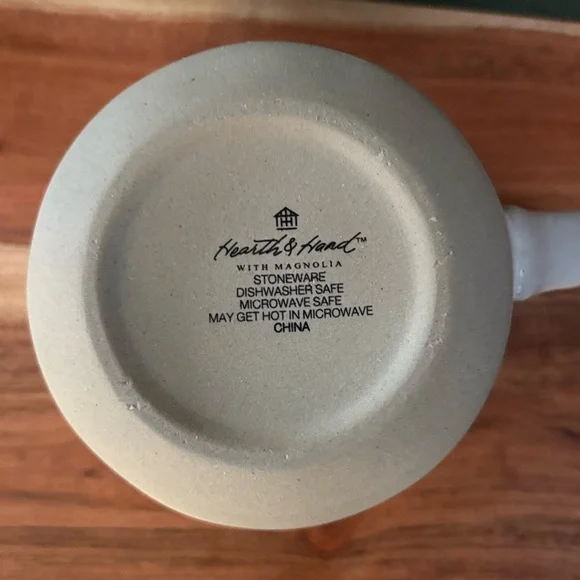 Hearth & Hand™
WITH MAGNOLIA
STONEWARE
DISHWASHER SAFE
MICROWAVE SAFE
MAY GET HOT IN MICROWAVE
CHINA